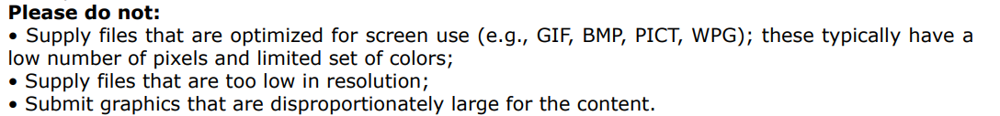 Please do not:
• Supply files that are optimized for screen use (e.g., GIF, BMP, PICT, WPG); these typically have a
low number of pixels and limited set of colors;
• Supply files that are too low in resolution;
• Submit graphics that are disproportionately large for the content.